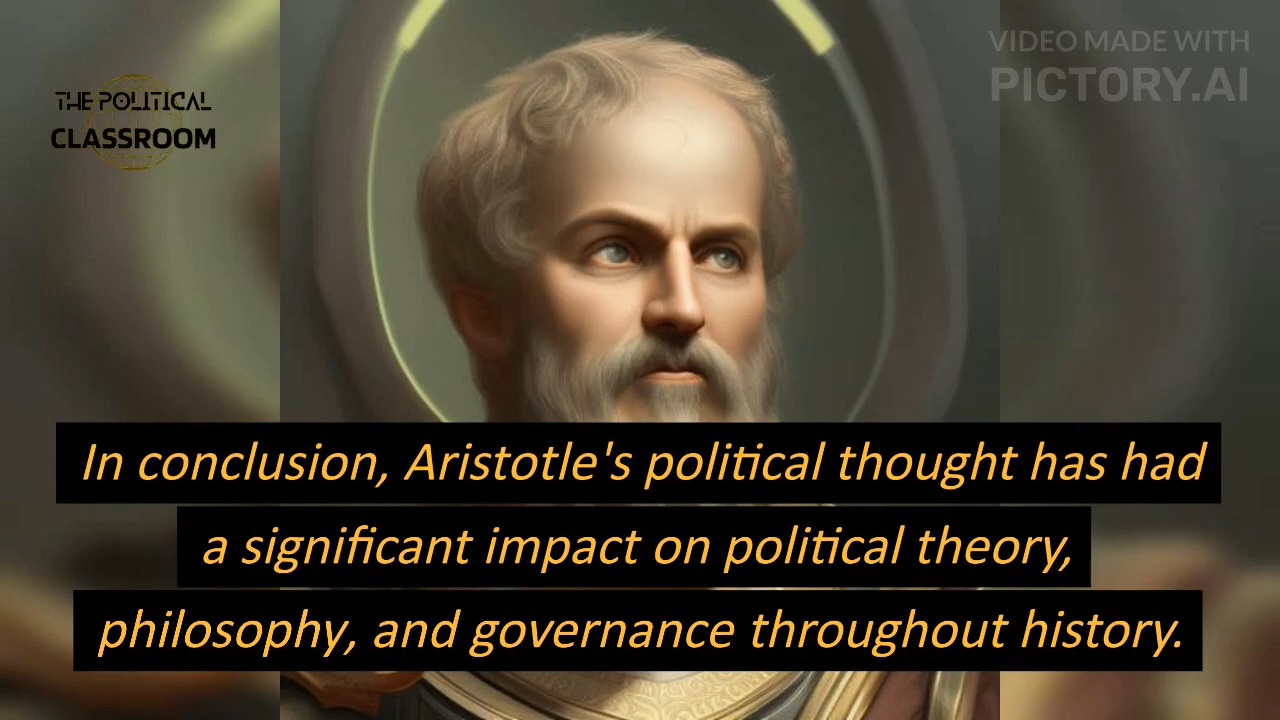 VIDEO MADE WITH
PICTORY.AI
THE POLITICAL
CLASSROOM
In conclusion, Aristotle's political thought has had
a significant impact on political theory,
philosophy, and governance throughout history.